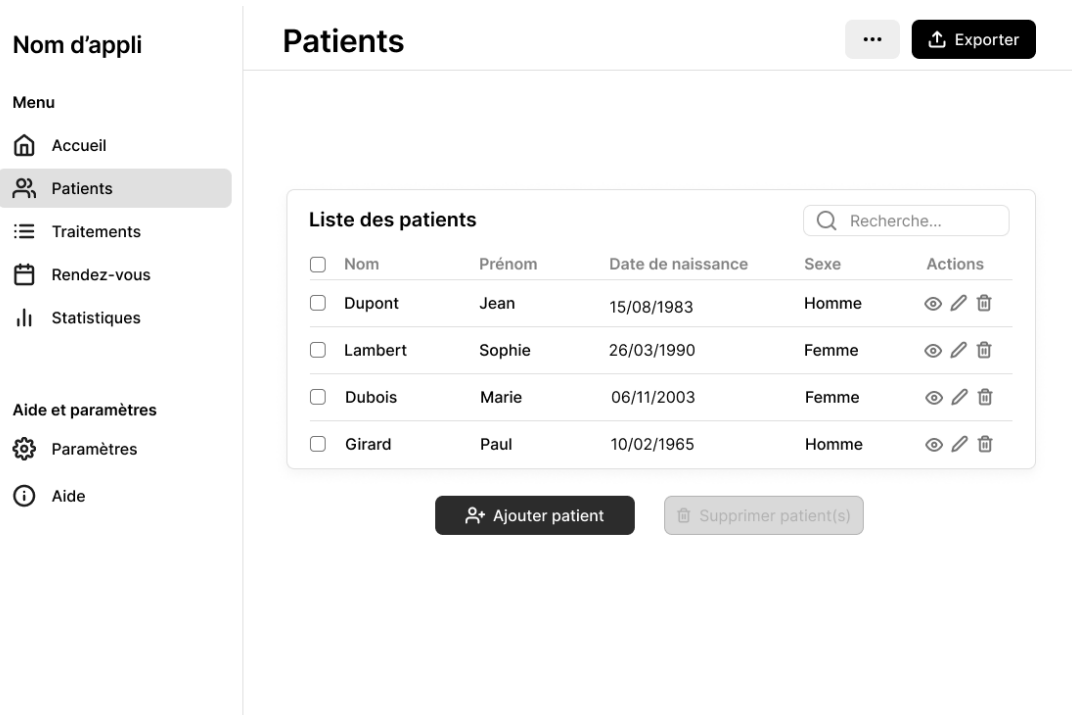 Nom d’appli
Menu
Accueil
Patients
Traitements
Rendez-vous
Statistiques
Aide et paramètres
Paramètres
Aide
Patients
... Exporter
Liste des patients Recherche...
Nom Prénom Date de naissance Sexe Actions
Dupont Jean 15/08/1983 Homme
Lambert Sophie 26/03/1990 Femme
Dubois Marie 06/11/2003 Femme
Girard Paul 10/02/1965 Homme
Ajouter patient Supprimer patient(s)